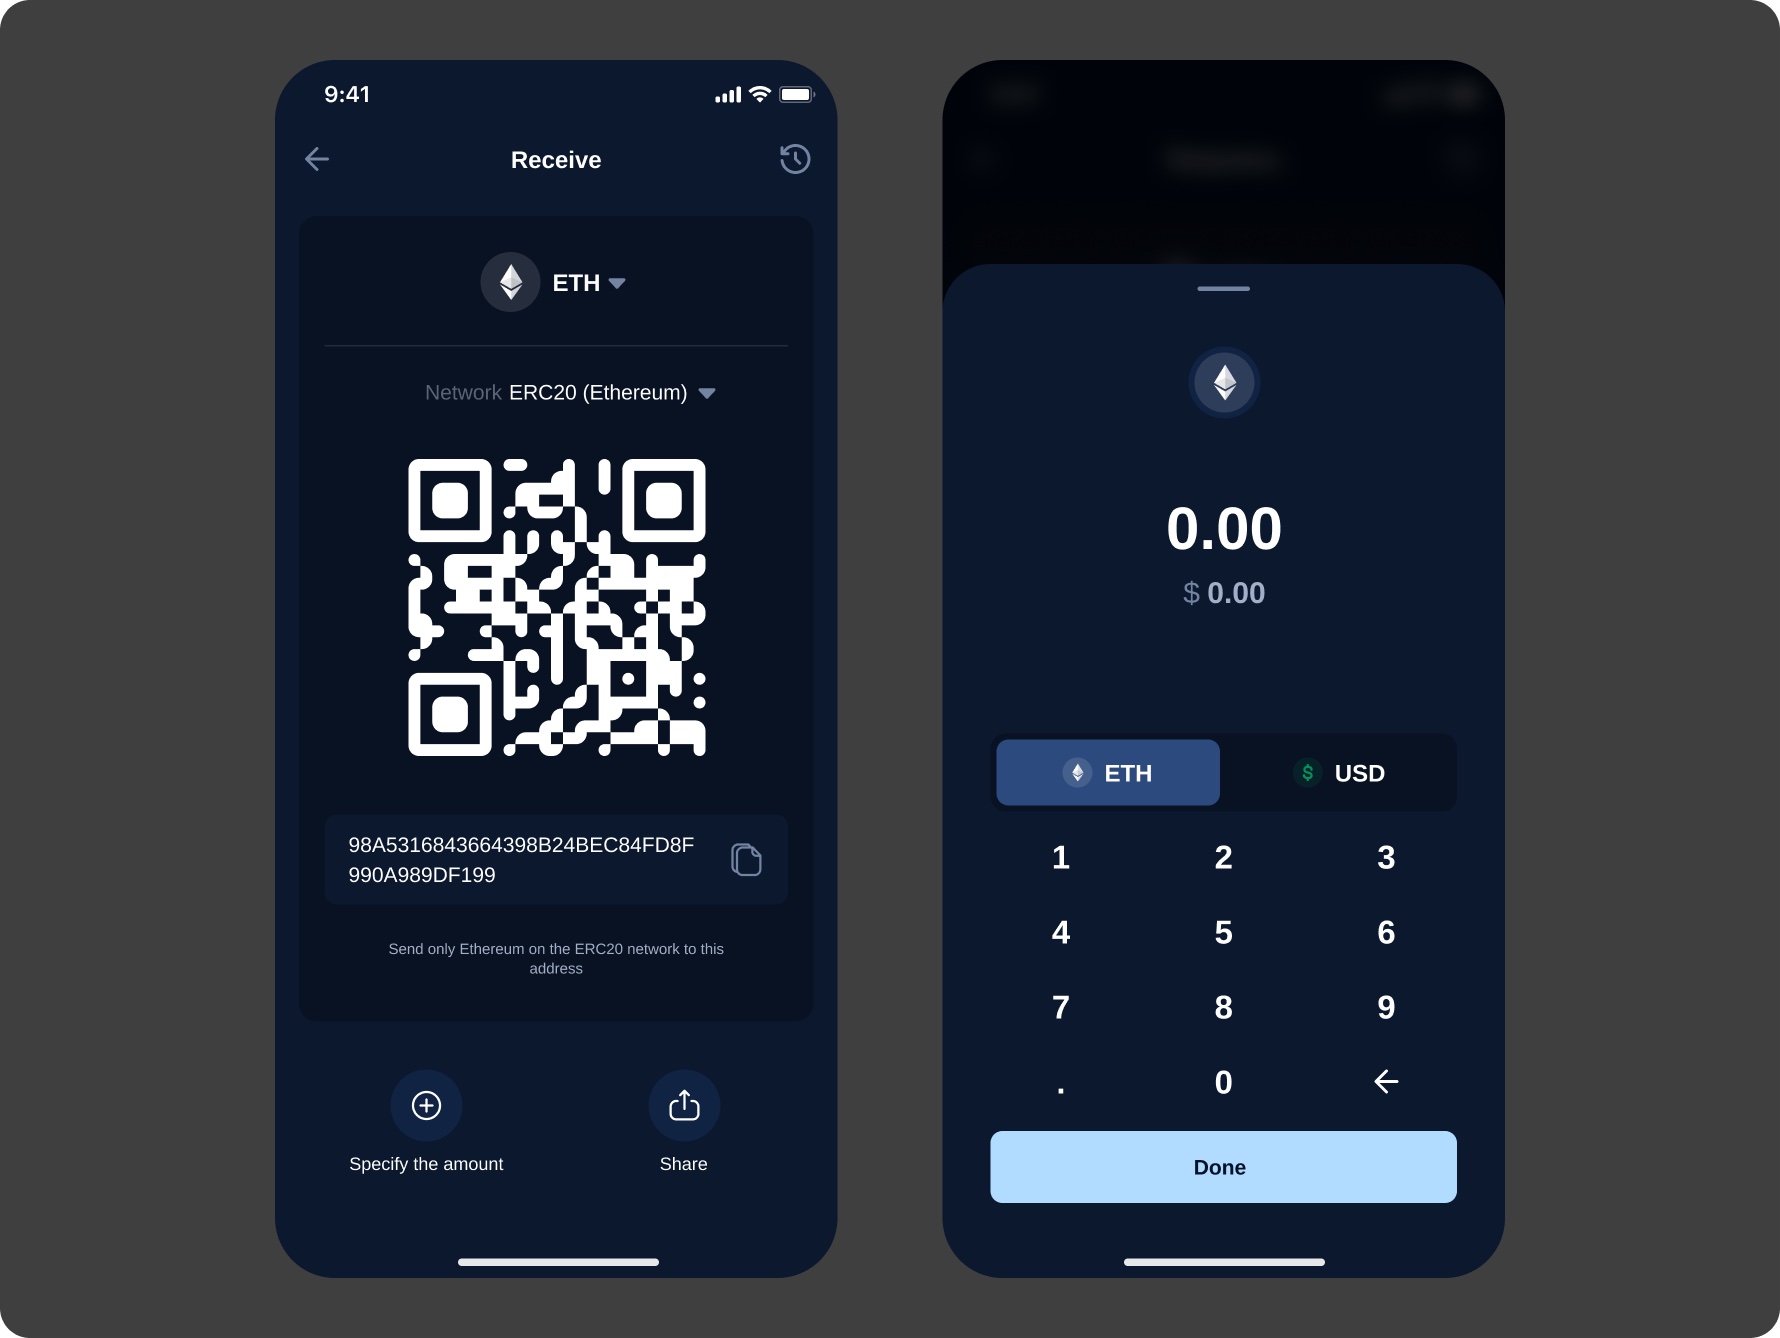 9:41
Receive
ETH
Network ERC20 (Ethereum)
98A5316843664398B24BEC84FD8F
990A989DF199
Send only Ethereum on the ERC20 network to this
address
Specify the amount
Share
0.00
$ 0.00
ETH
$ USD
1 2 3
4 5 6
7 8 9
. 0
Done